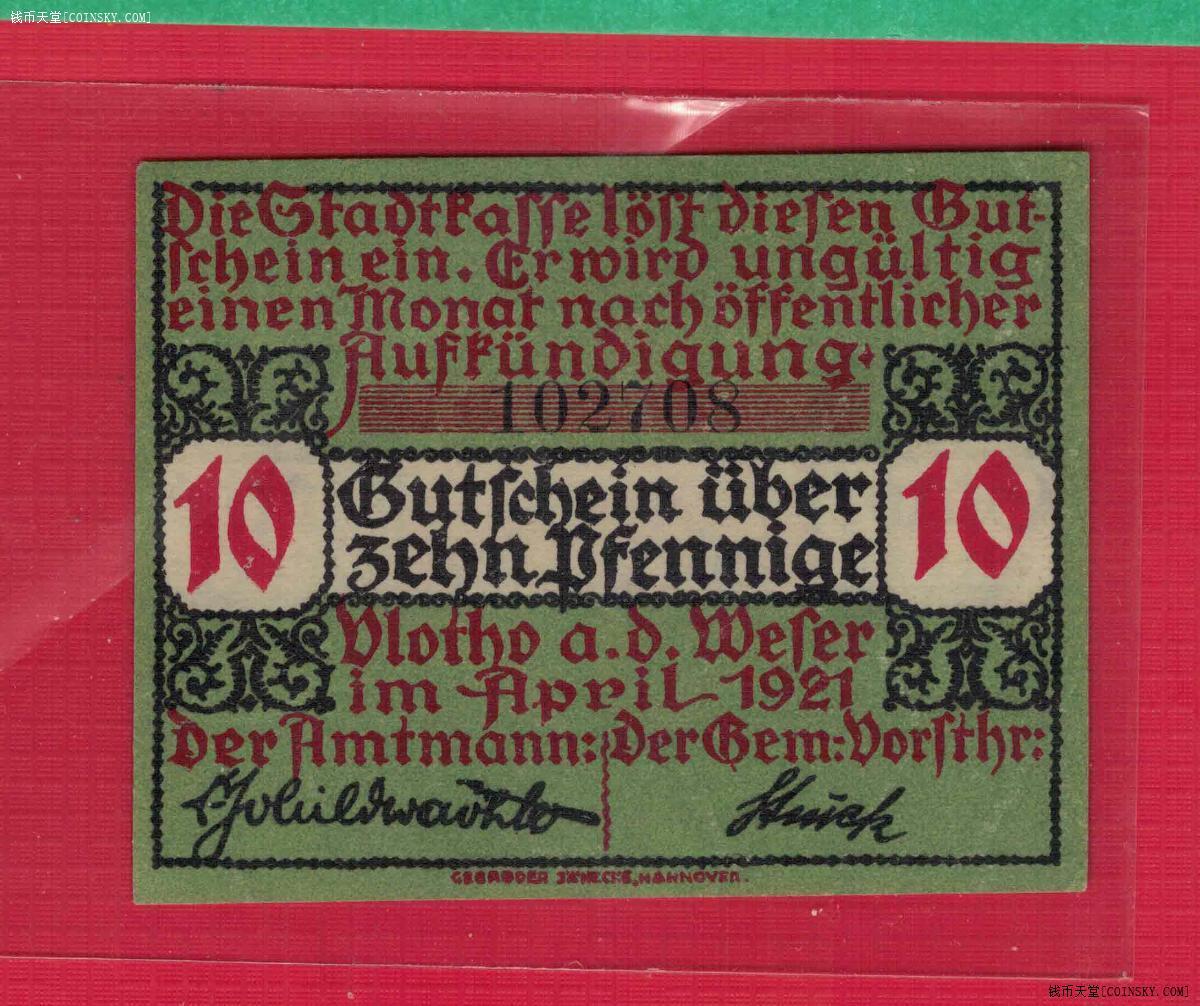 钱币天堂[COINSKY.COM]
Die Stadtkasse löst diesen Gut-
schein ein. Er wird ungültig
einen Monat nach öffentlicher
Aufkündigung.
102708
10 Gutschein über 10
zehn Pfennige
Vlotho a.d. Weser
im April 1921
Der Amtmann: Der Gem: Vorsthr:
GEBRÜDER JÄNECKE, HANNOVER.
钱币天堂[COINSKY.COM]